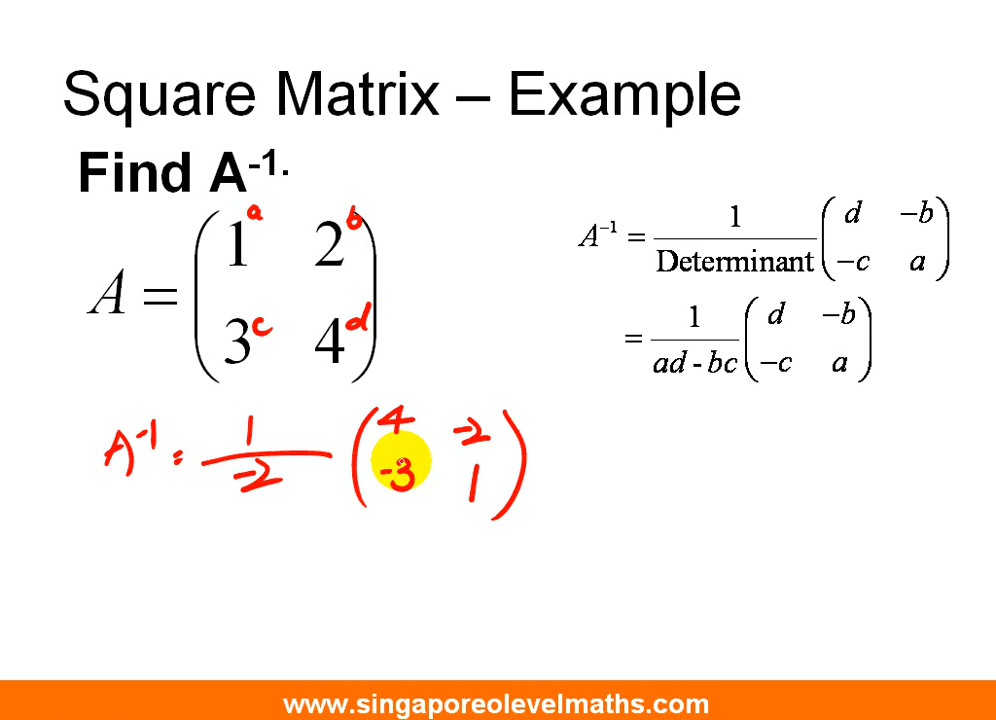 Square Matrix – Example
Find A⁻¹.
A = (1 a 2 b
3 c 4 d)
A⁻¹ = 1/Determinant (d −b
−c a)
= 1/ad - bc (d −b
−c a)
A⁻¹ = 1/-2 (4 -2
-3 1)
www.singaporeolevelmaths.com